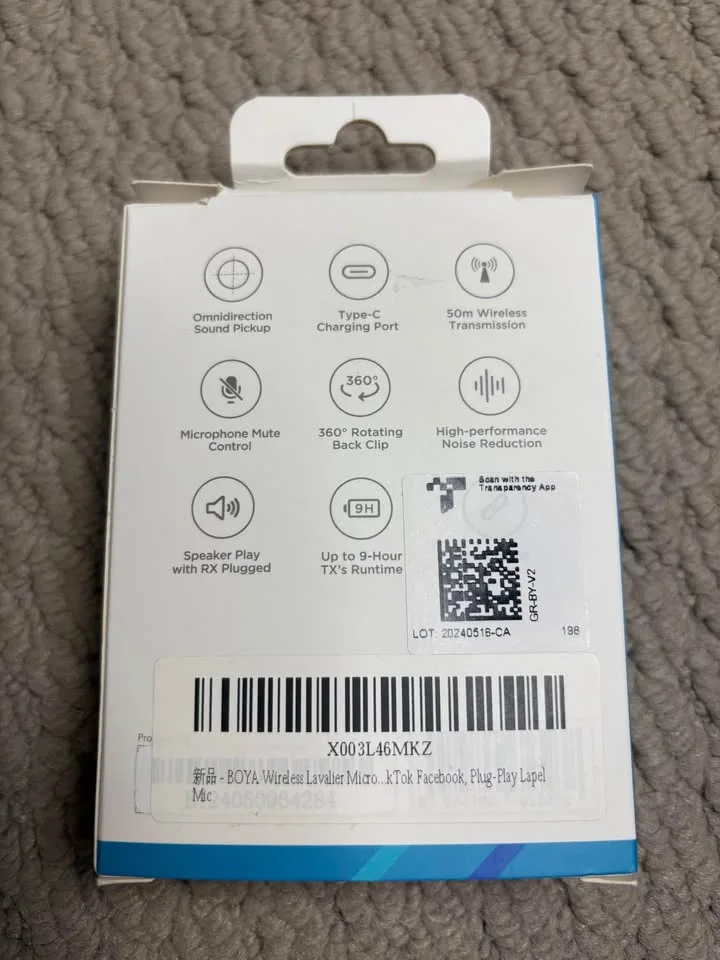 Omnidirection
Sound Pickup
Type-C
Charging Port
50m Wireless
Transmission
Microphone Mute
Control
360°
360° Rotating
Back Clip
High-performance
Noise Reduction
Speaker Play
with RX Plugged
9H
Up to 9-Hour
TX's Runtime
Scan with the
Transparency App
GR-BY-V2
LOT: 20240516-CA 198
X003L46MKZ
Pro
新品 - BOYA Wireless Lavalier Micro...kTok Facebook, Plug-Play Lapel
Mic